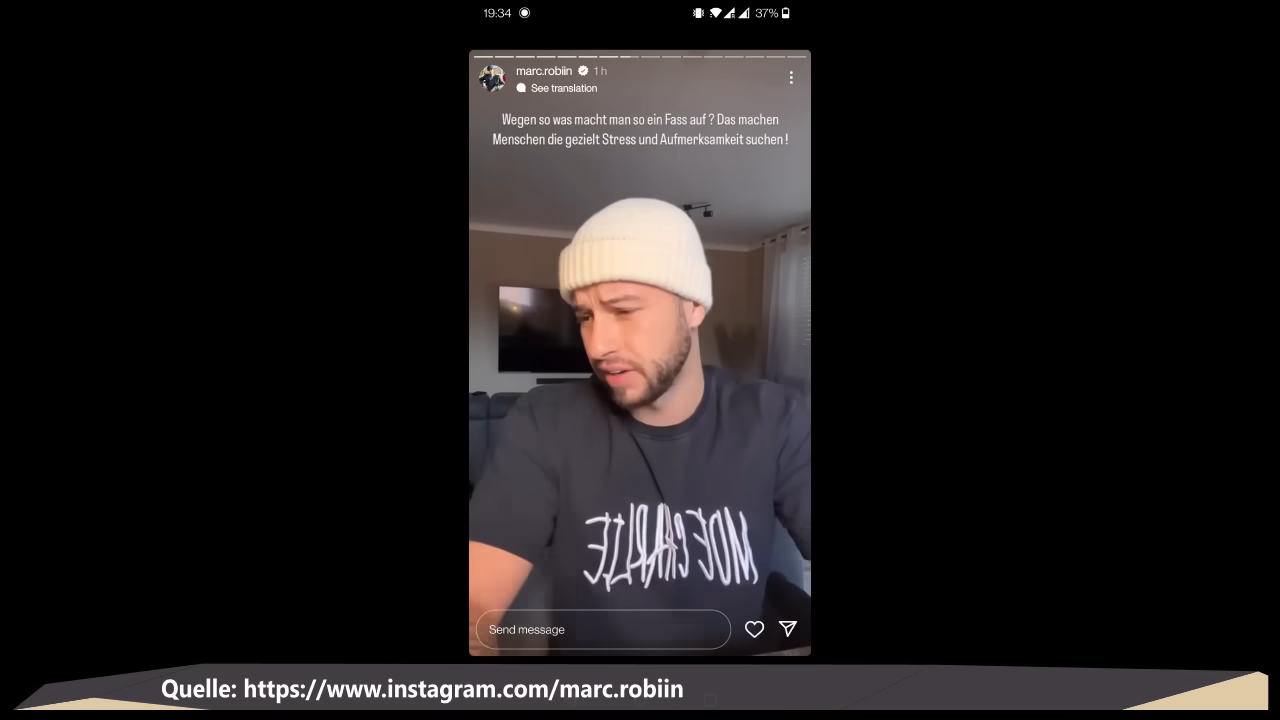 19:34
37%
marc.robiin 1 h
See translation
Wegen so was macht man so ein Fass auf ? Das machen
Menschen die gezielt Stress und Aufmerksamkeit suchen !
Send message
Quelle: https://www.instagram.com/marc.robiin